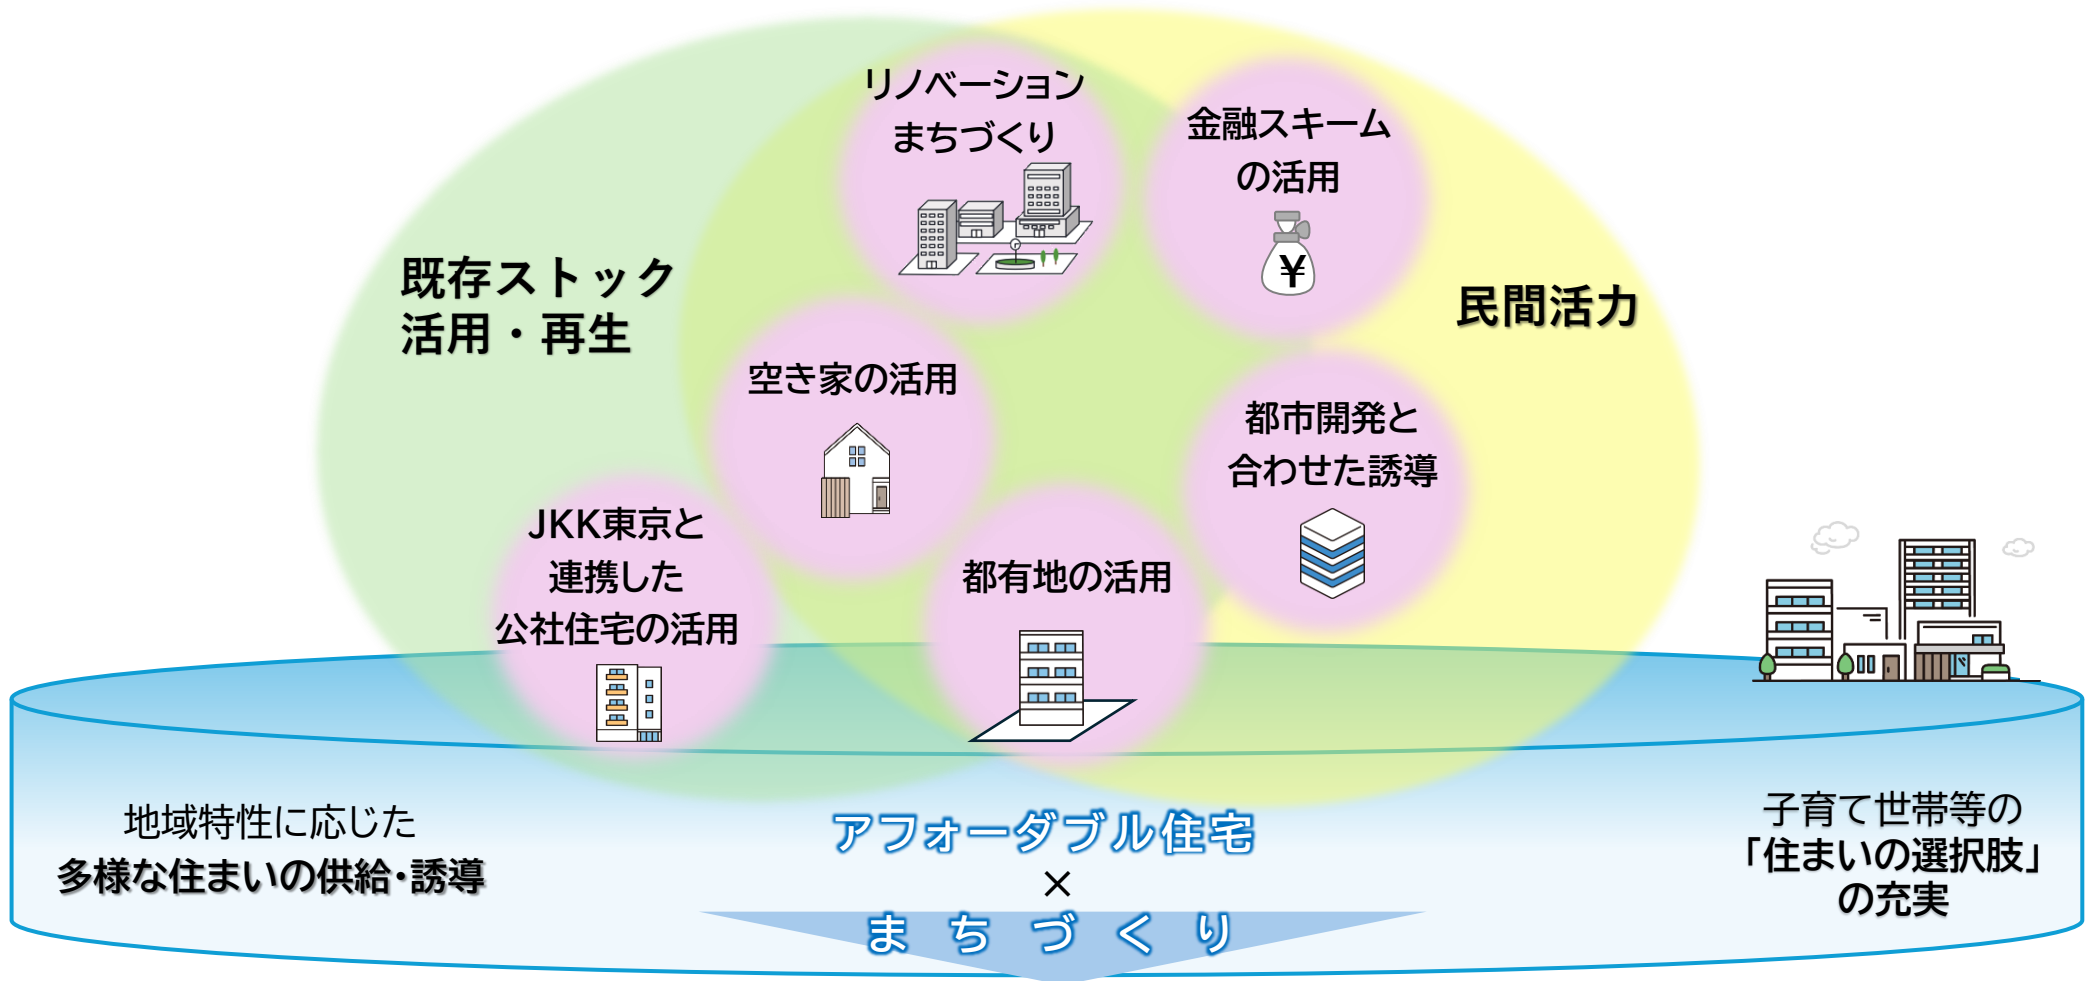 リノベーション
まちづくり
金融スキーム
の活用
¥
既存ストック
活用・再生
民間活力
空き家の活用
都市開発と
合わせた誘導
JKK東京と
連携した
公社住宅の活用
都有地の活用
地域特性に応じた
多様な住まいの供給・誘導
アフォーダブル住宅
×
まちづくり
子育て世帯等の
「住まいの選択肢」
の充実